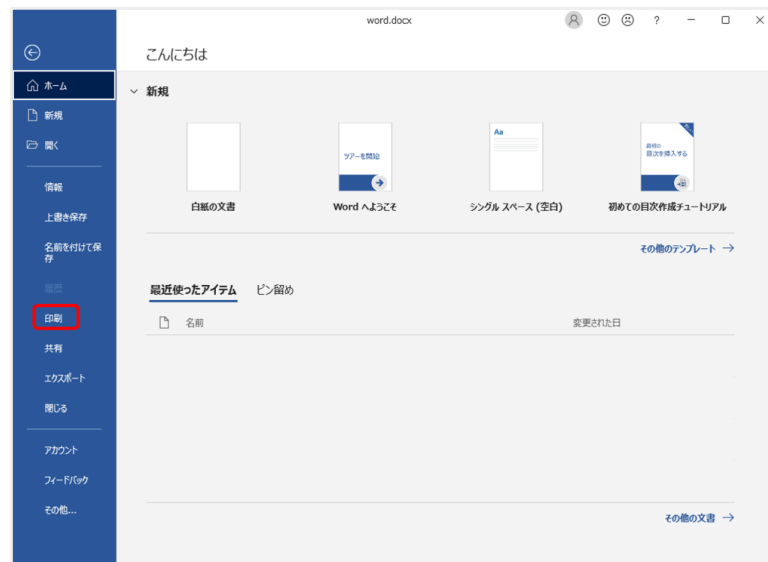 word.docx
?
こんにちは
ホーム
新規
開く
情報
上書き保存
名前を付けて保
存
履歴
印刷
共有
エクスポート
閉じる
アカウント
フィードバック
その他...
新規
白紙の文書
ツアーを開始
Word へようこそ
Aa
シングル スペース (空白)
最初の
目次を挿入する
初めての目次作成チュートリアル
その他のテンプレート
最近使ったアイテム
ピン留め
名前
変更された日
その他の文書